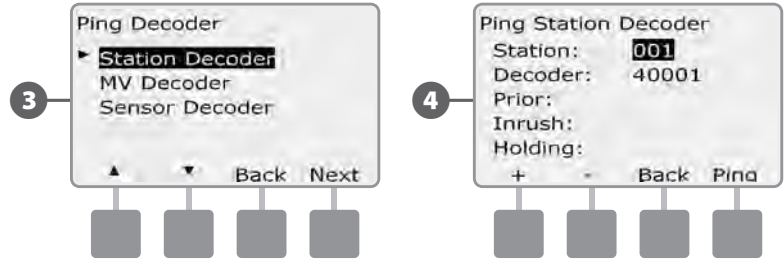 3
Ping Decoder
► Station Decoder
MV Decoder
Sensor Decoder
▲ ▼ Back Next
4
Ping Station Decoder
Station: 001
Decoder: 40001
Prior:
Inrush:
Holding:
+ - Back Ping